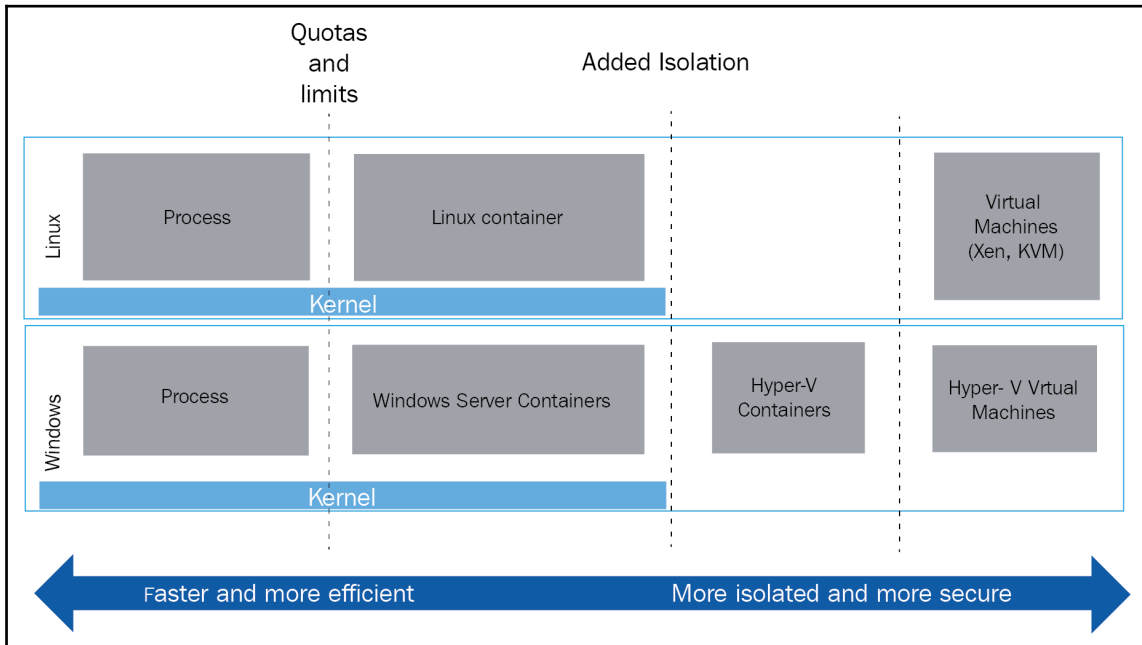 Quotas
and
limits
Added Isolation
Linux
Process
Linux container
Virtual
Machines
(Xen, KVM)
Kernel
Windows
Process
Windows Server Containers
Hyper-V
Containers
Hyper- V Vrtual
Machines
Kernel
Faster and more efficient
More isolated and more secure